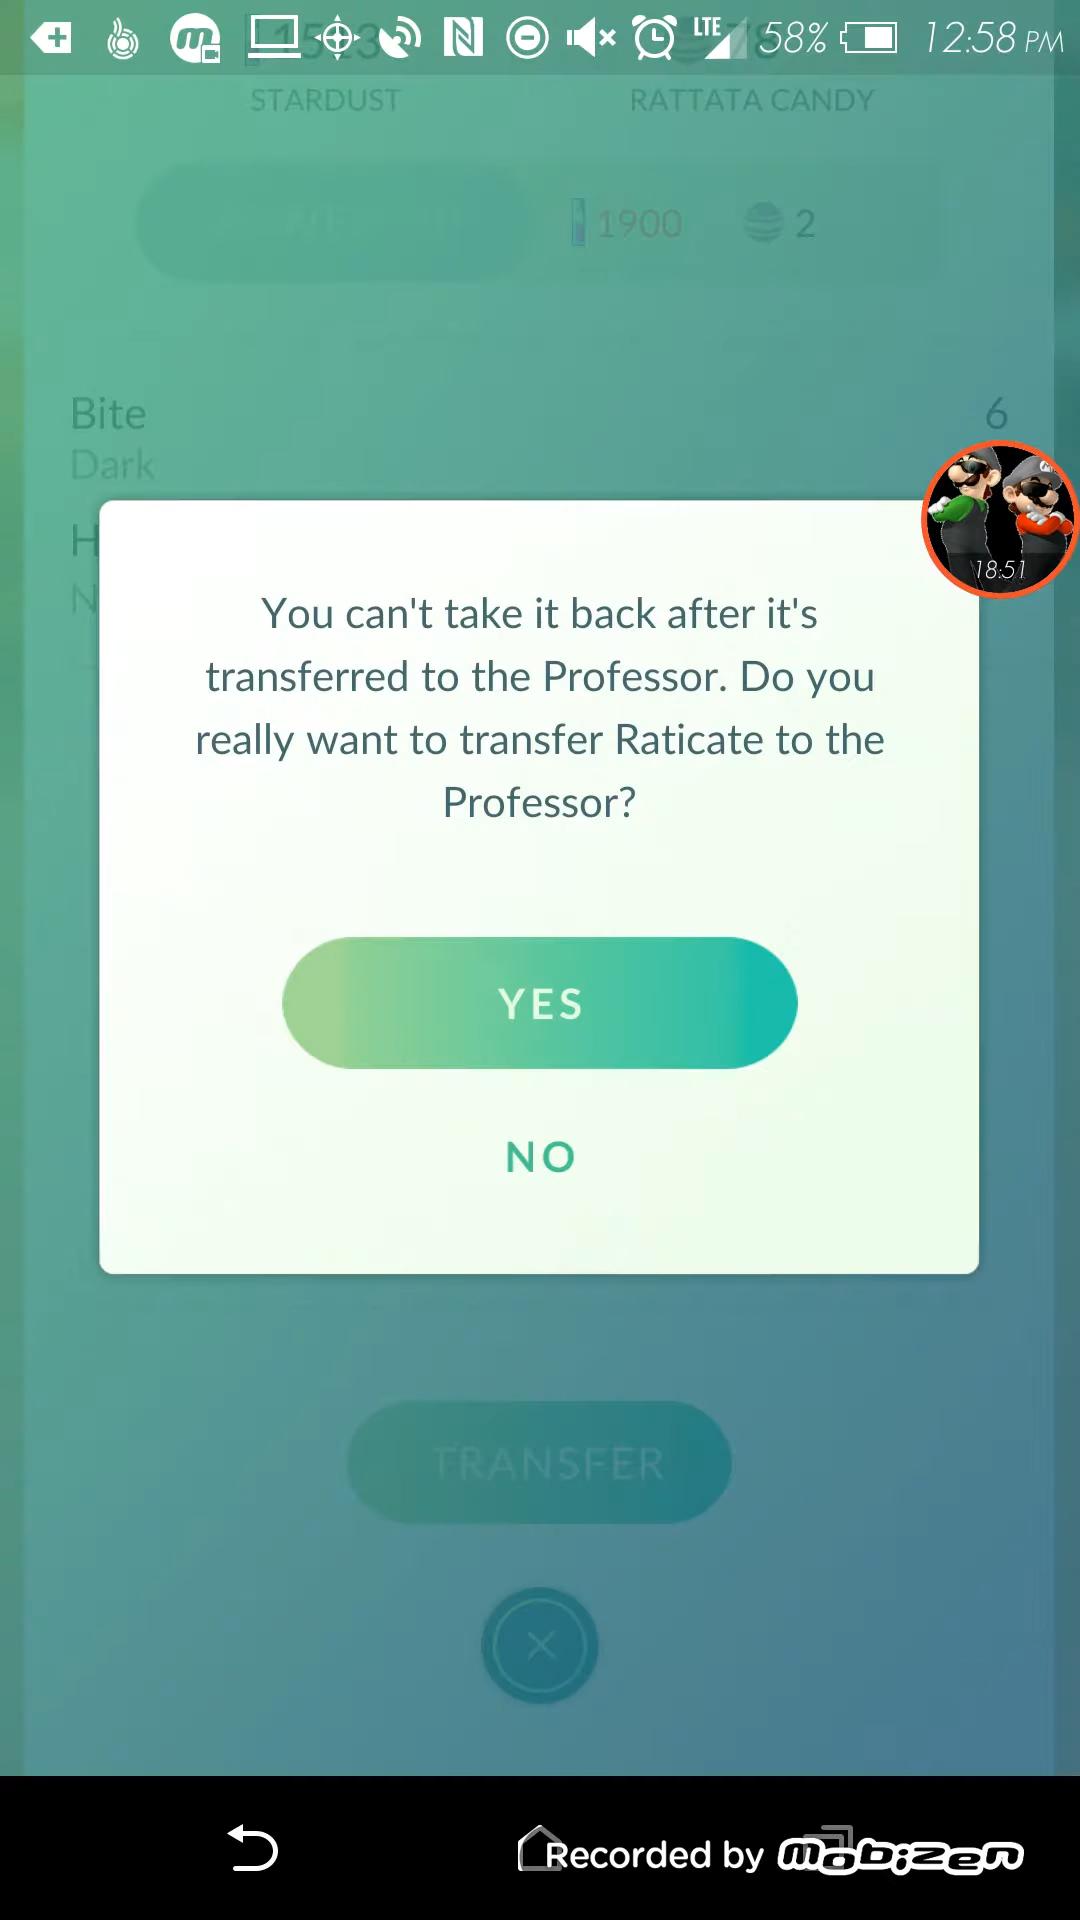 LTE 58% 12:58 PM
STARDUST RATTATA CANDY
1900 2
Bite 6
Dark
H
18:51
N
You can't take it back after it's
transferred to the Professor. Do you
really want to transfer Raticate to the
Professor?
YES
NO
TRANSFER
Recorded by mobizen